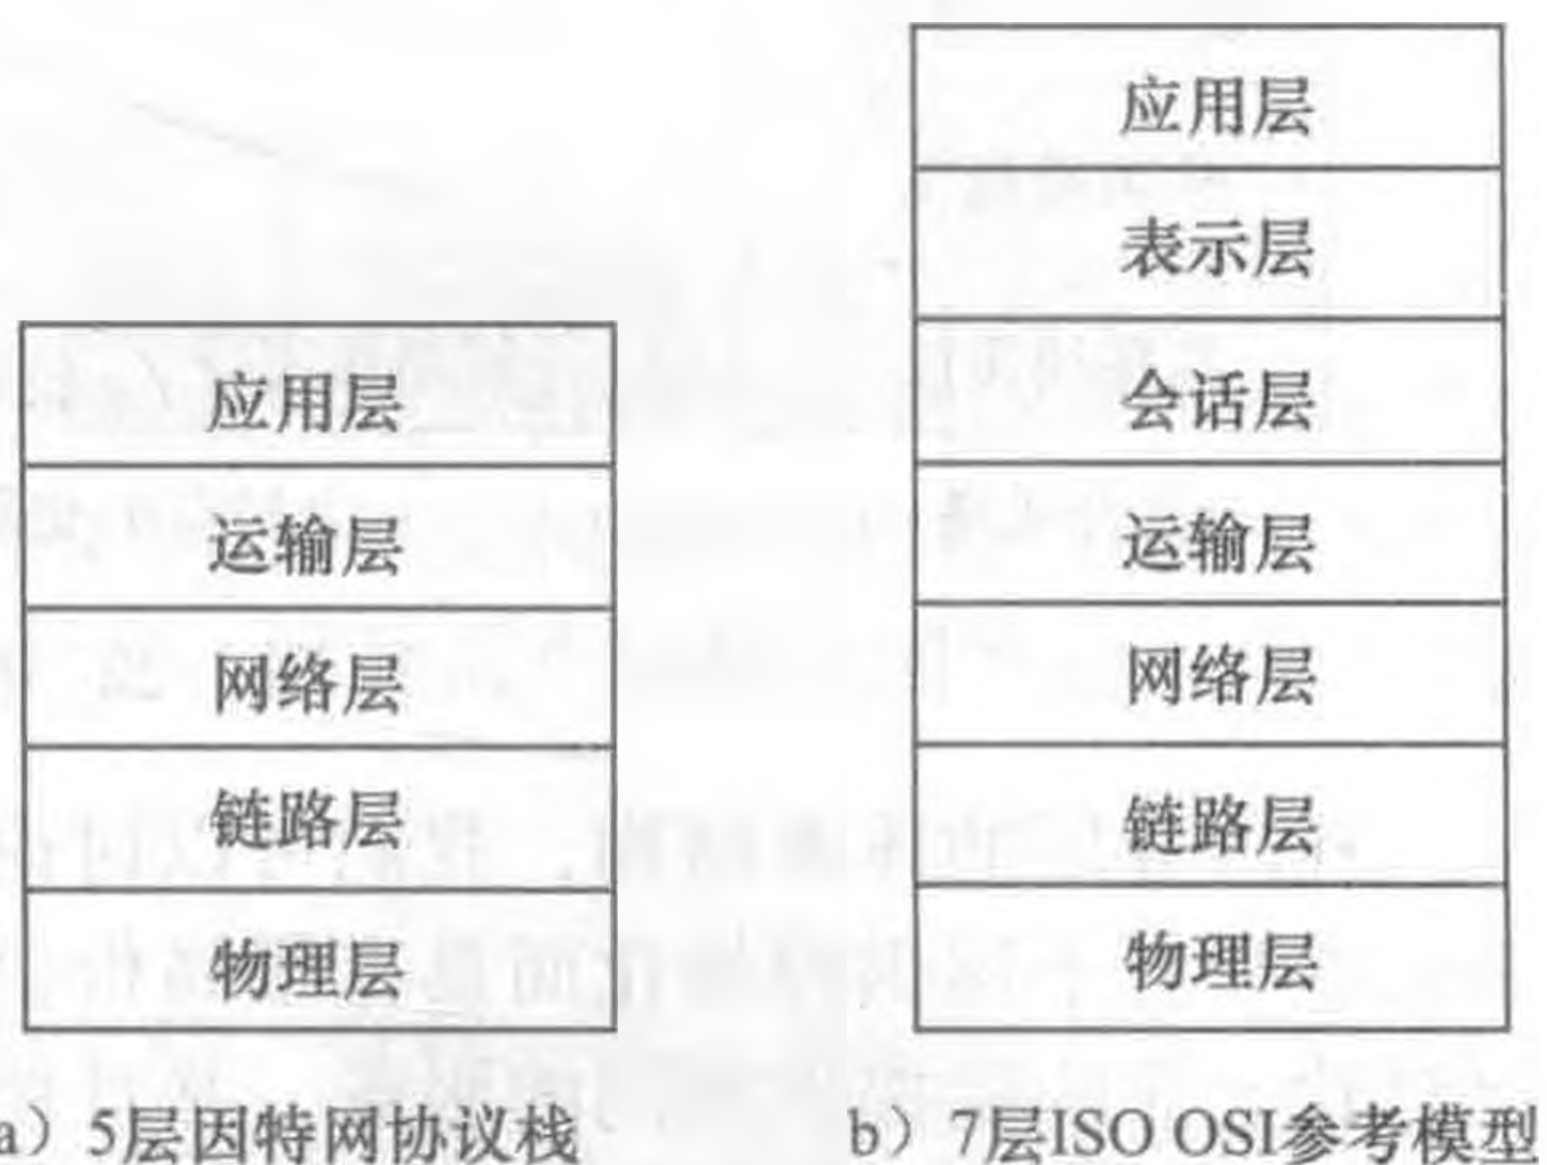 应用层
运输层
网络层
链路层
物理层
a）5层因特网协议栈
应用层
表示层
会话层
运输层
网络层
链路层
物理层
b）7层ISO OSI参考模型